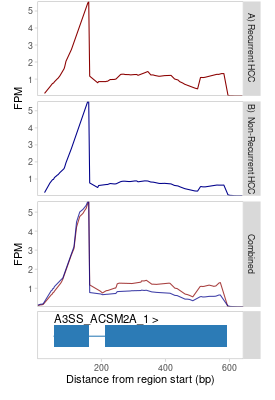 5
4
3
2
1
A) Recurrent HCC
FPM
5
4
3
2
1
B) Non-Recurrent HCC
5
4
3
2
1
Combined
FPM
A3SS_ACSM2A_1 >
200
400
600
Distance from region start (bp)